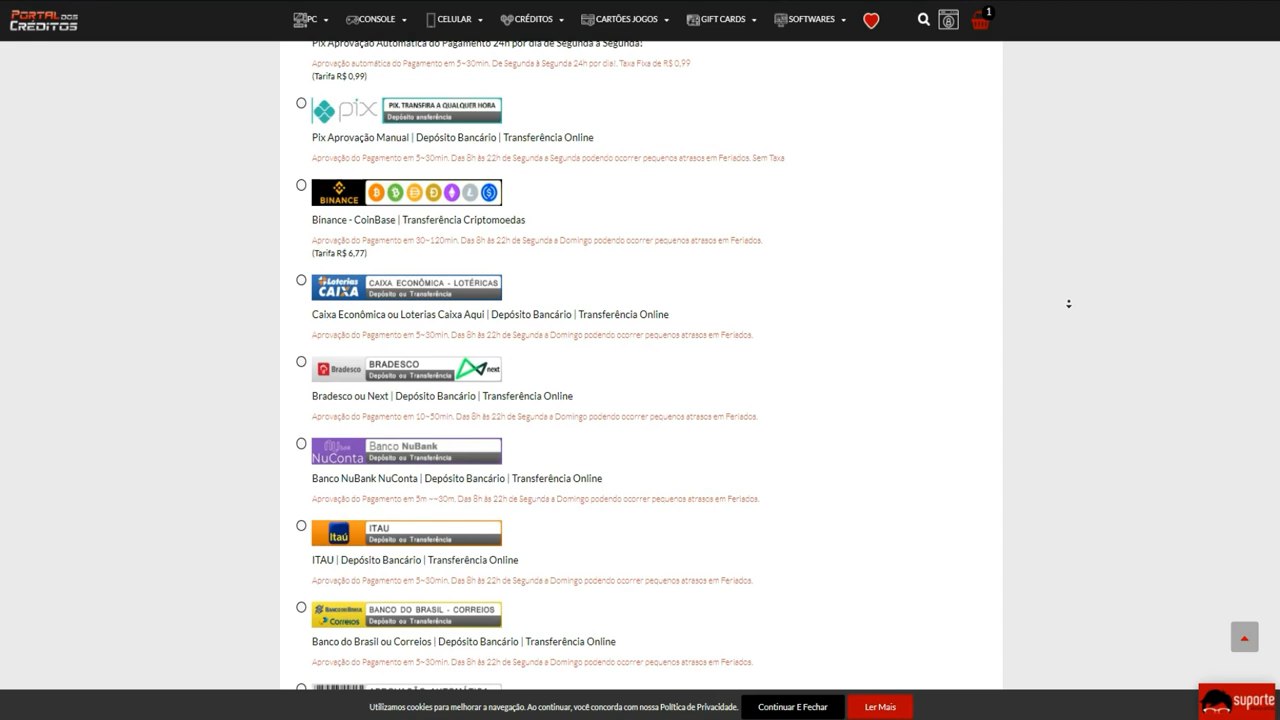 PORTAL DOS CRÉDITOS
PC CONSOLE CELULAR CRÉDITOS CARTÕES JOGOS GIFT CARDS SOFTWARES 1
Pix Aprovação Automática do Pagamento 24h por dia de Segunda a Segunda!
Aprovação automática do Pagamento em 5~30min. De Segunda à Segunda 24h por dia!. Taxa Fixa de R$ 0,99
(Tarifa R$ 0,99)
pix PIX. TRANSFIRA A QUALQUER HORA
Pix Aprovação Manual | Depósito Bancário | Transferência Online
Aprovação do Pagamento em 5~30min. Das 8h às 22h de Segunda a Segunda podendo ocorrer pequenos atrasos em Feriados. Sem Taxa
BINANCE
Binance - CoinBase | Transferência Criptomoedas
Aprovação do Pagamento em 30~120min. Das 8h às 22h de Segunda a Domingo podendo ocorrer pequenos atrasos em Feriados.
(Tarifa R$ 6,77)
Loterias CAIXA CAIXA ECONÔMICA - LOTÉRICAS
Depósito ou Transferência
Caixa Econômica ou Loterias Caixa Aqui | Depósito Bancário | Transferência Online
Aprovação do Pagamento em 5~30min. Das 8h às 22h de Segunda a Domingo podendo ocorrer pequenos atrasos em Feriados.
Bradesco BRADESCO next
Depósito ou Transferência
Bradesco ou Next | Depósito Bancário | Transferência Online
Aprovação do Pagamento em 10~50min. Das 8h às 22h de Segunda a Domingo podendo ocorrer pequenos atrasos em Feriados.
NuConta Banco NuBank
Depósito ou Transferência
Banco NuBank NuConta | Depósito Bancário | Transferência Online
Aprovação do Pagamento em 5m ~~30m. Das 8h às 22h de Segunda a Domingo podendo ocorrer pequenos atrasos em Feriados.
Itaú ITAU
Depósito ou Transferência
ITAU | Depósito Bancário | Transferência Online
Aprovação do Pagamento em 5~30min. Das 8h às 22h de Segunda a Domingo podendo ocorrer pequenos atrasos em Feriados.
BANCO DO BRASIL Correios BANCO DO BRASIL - CORREIOS
Depósito ou Transferência
Banco do Brasil ou Correios | Depósito Bancário | Transferência Online
Aprovação do Pagamento em 5~30min. Das 8h às 22h de Segunda a Domingo podendo ocorrer pequenos atrasos em Feriados.
APROVAÇÃO AUTOMÁTICA
Utilizamos cookies para melhorar a navegação. Ao continuar, você concorda com nossa Política de Privacidade. Continuar E Fechar Ler Mais
suporte